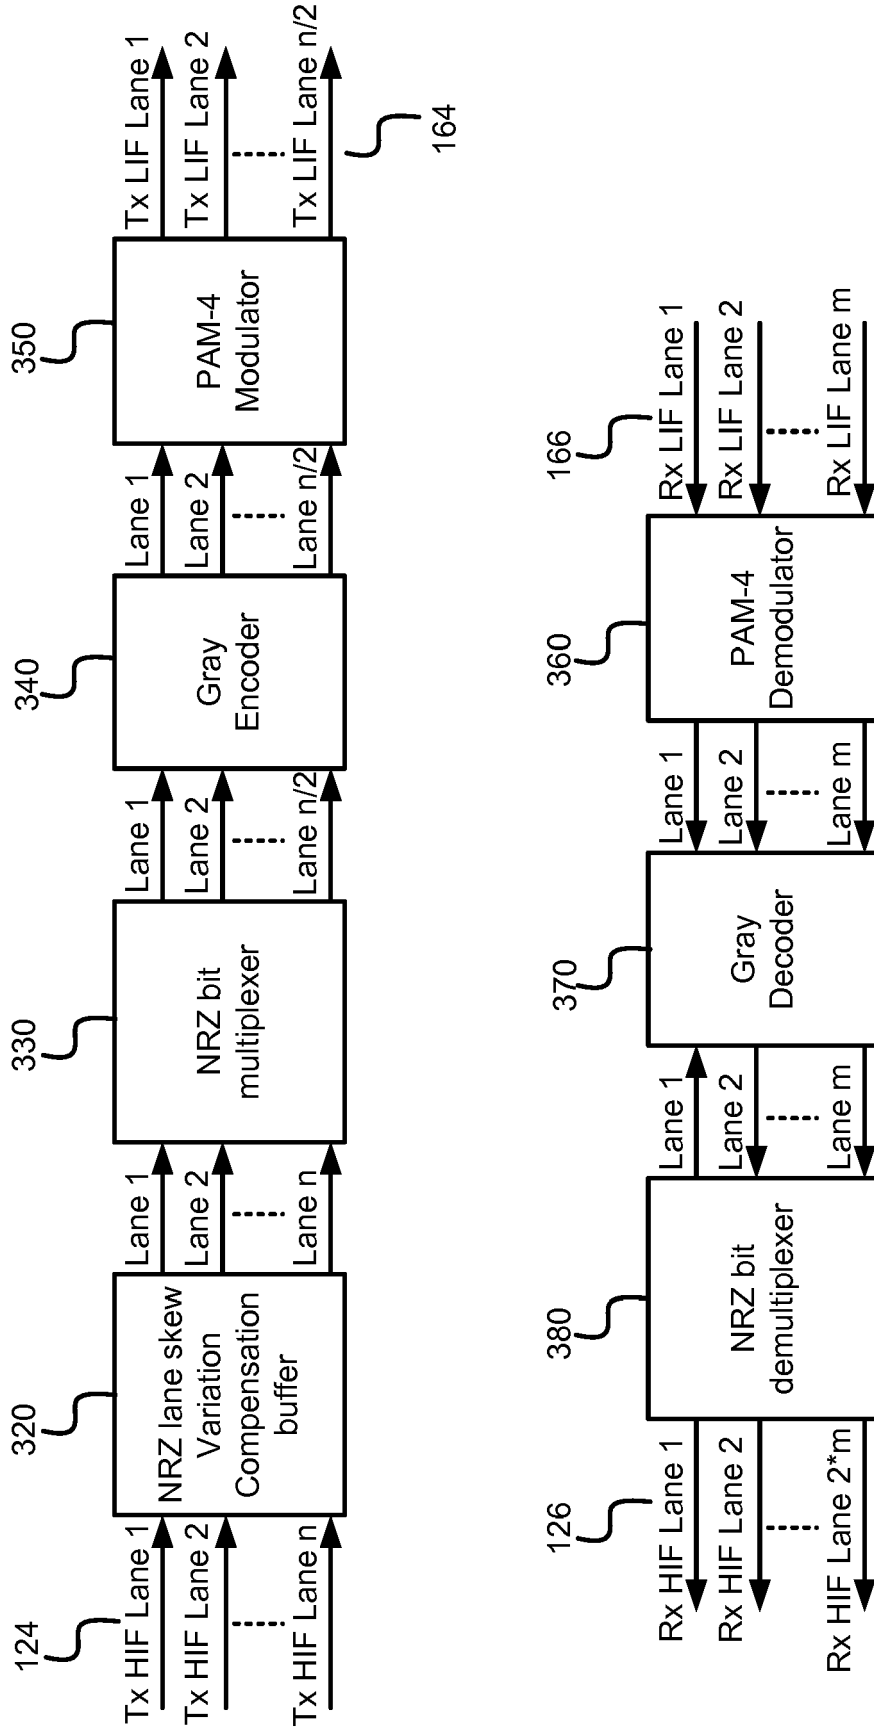 124
Tx HIF Lane 1
Tx HIF Lane 2
Tx HIF Lane n
320
NRZ lane skew
Variation
Compensation
buffer
Lane 1
Lane 2
Lane n
330
NRZ bit
multiplexer
Lane 1
Lane 2
Lane n/2
340
Gray
Encoder
Lane 1
Lane 2
Lane n/2
350
PAM-4
Modulator
Tx LIF Lane 1
Tx LIF Lane 2
Tx LIF Lane n/2
164
126
Rx HIF Lane 1
Rx HIF Lane 2
Rx HIF Lane 2*m
380
NRZ bit
demultiplexer
Lane 1
Lane 2
Lane m
370
Gray
Decoder
Lane 1
Lane 2
Lane m
360
PAM-4
Demodulator
166
Rx LIF Lane 1
Rx LIF Lane 2
Rx LIF Lane m